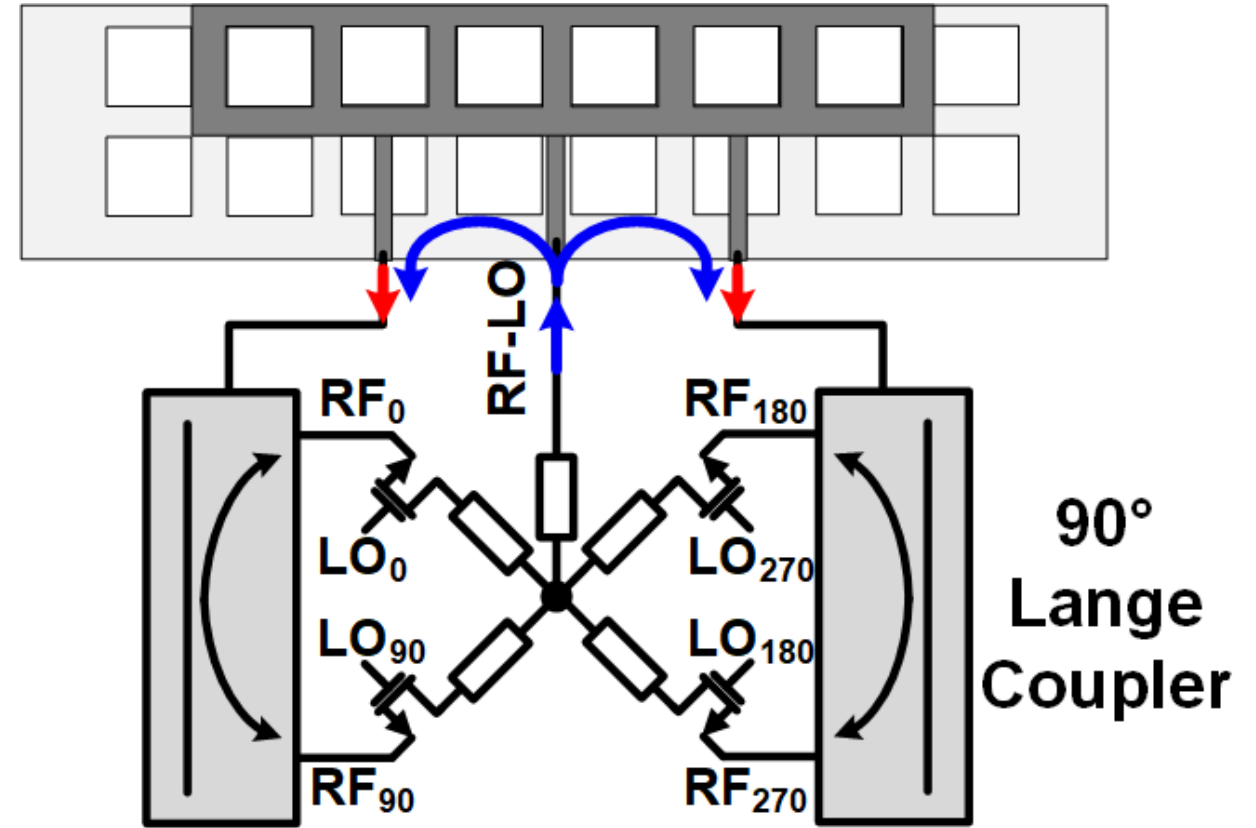 RF-LO
RF₀
RF₁₈₀
LO₀
LO₂₇₀
90°
Lange
Coupler
LO₉₀
LO₁₈₀
RF₉₀
RF₂₇₀